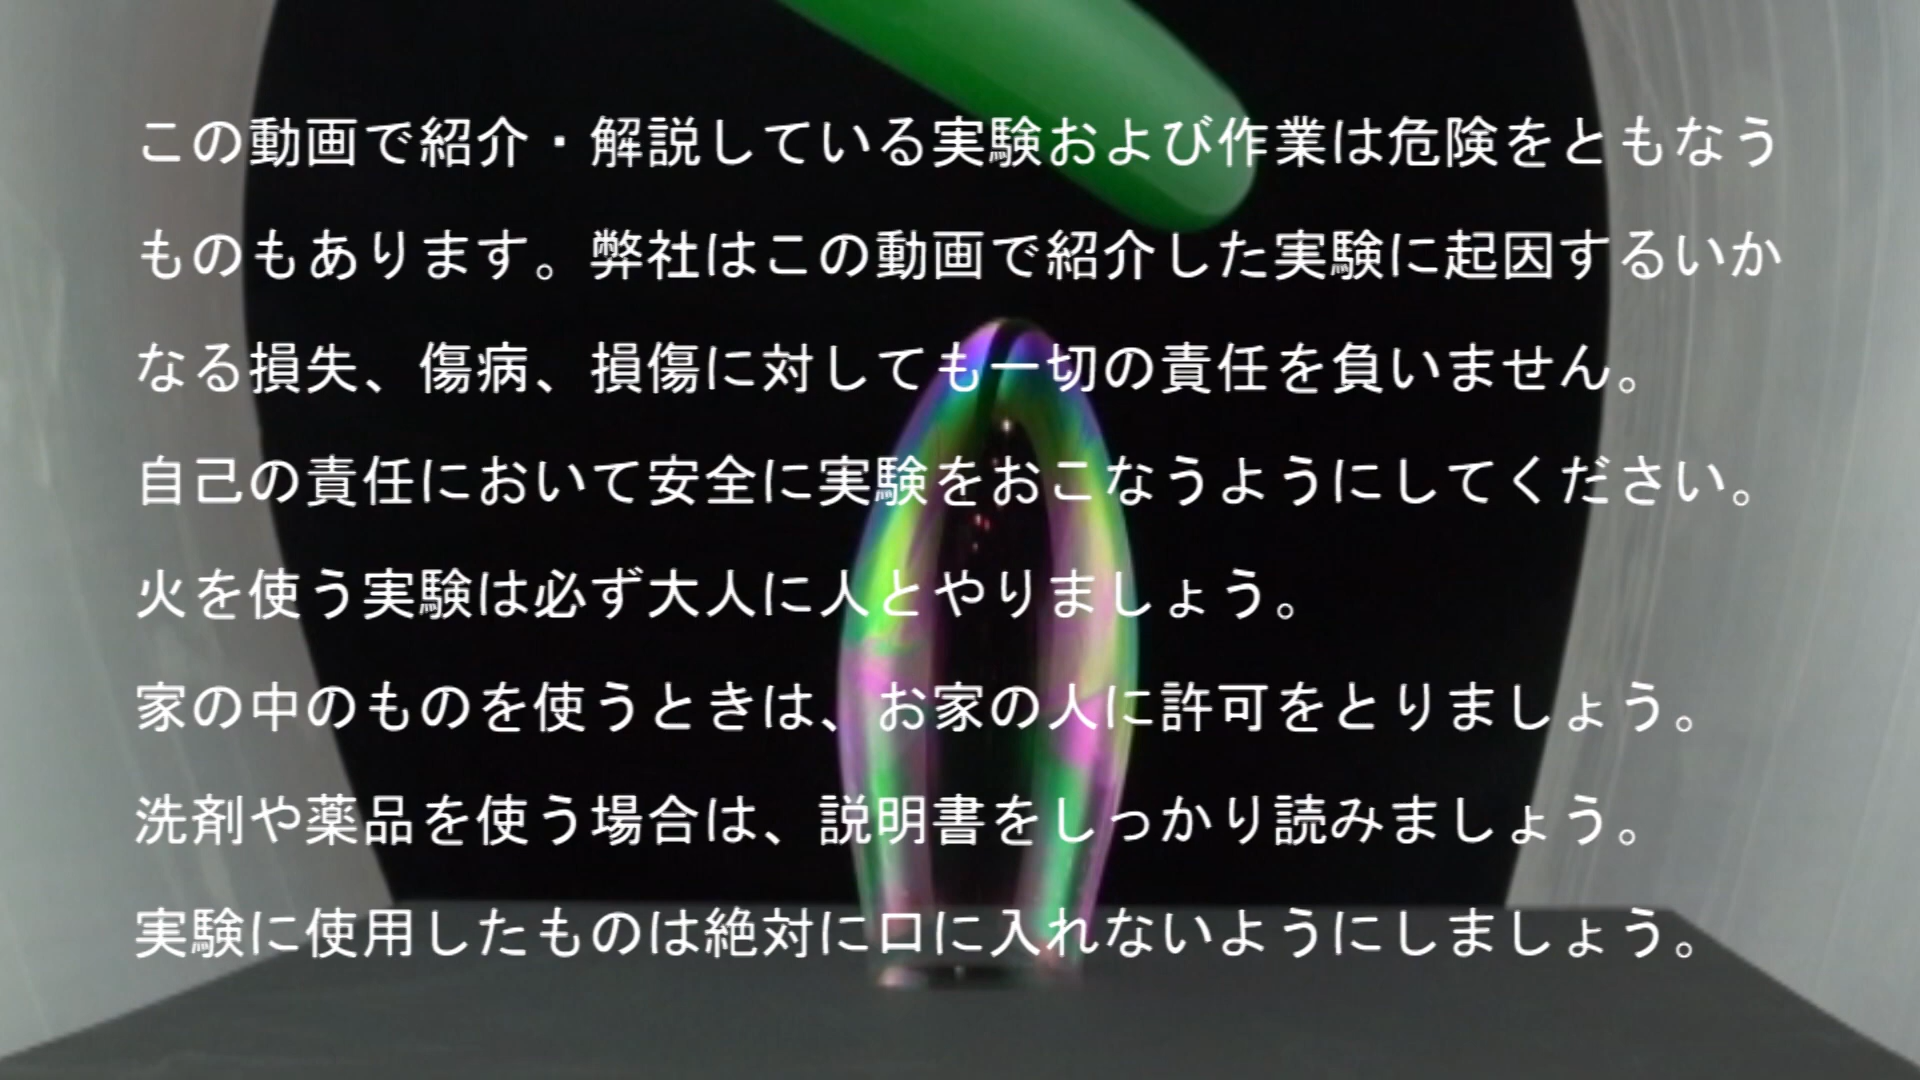 この動画で紹介・解説している実験および作業は危険をともなう
ものもあります。弊社はこの動画で紹介した実験に起因するいか
なる損失、傷病、損傷に対しても一切の責任を負いません。
自己の責任において安全に実験をおこなうようにしてください。
火を使う実験は必ず大人に人とやりましょう。
家の中のものを使うときは、お家の人に許可をとりましょう。
洗剤や薬品を使う場合は、説明書をしっかり読みましょう。
実験に使用したものは絶対に口に入れないようにしましょう。